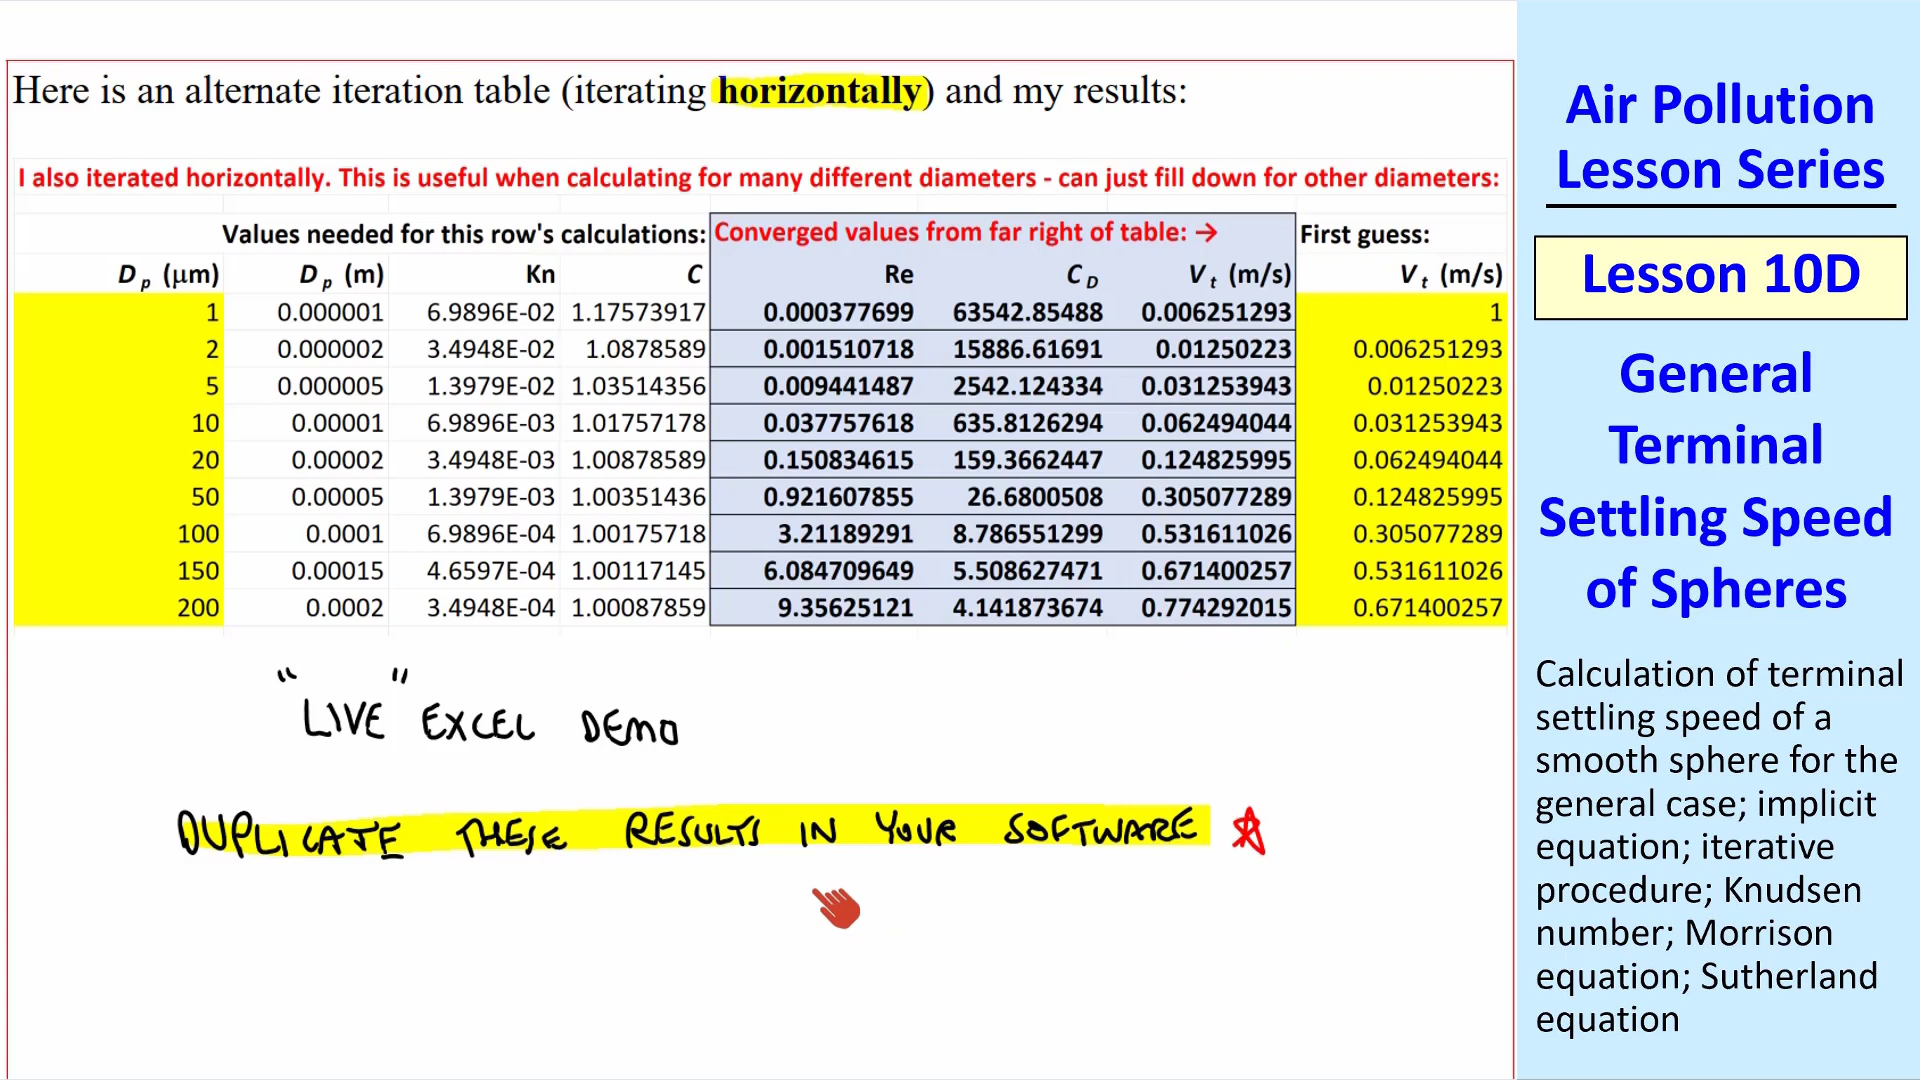 Here is an alternate iteration table (iterating horizontally) and my results:
I also iterated horizontally. This is useful when calculating for many different diameters - can just fill down for other diameters:
Values needed for this row's calculations: Converged values from far right of table: → First guess:
Dp (μm) Dp (m) Kn C Re CD Vt (m/s) Vt (m/s)
1 0.000001 6.9896E-02 1.17573917 0.000377699 63542.85488 0.006251293 1
2 0.000002 3.4948E-02 1.0878589 0.001510718 15886.61691 0.01250223 0.006251293
5 0.000005 1.3979E-02 1.03514356 0.009441487 2542.124334 0.031253943 0.01250223
10 0.00001 6.9896E-03 1.01757178 0.037757618 635.8126294 0.062494044 0.031253943
20 0.00002 3.4948E-03 1.00878589 0.150834615 159.3662447 0.124825995 0.062494044
50 0.00005 1.3979E-03 1.00351436 0.921607855 26.6800508 0.305077289 0.124825995
100 0.0001 6.9896E-04 1.00175718 3.21189291 8.786551299 0.531611026 0.305077289
150 0.00015 4.6597E-04 1.00117145 6.084709649 5.508627471 0.671400257 0.531611026
200 0.0002 3.4948E-04 1.00087859 9.35625121 4.141873674 0.774292015 0.671400257
"LIVE" EXCEL DEMO
DUPLICATE THESE RESULTS IN YOUR SOFTWARE
Air Pollution
Lesson Series
Lesson 10D
General
Terminal
Settling Speed
of Spheres
Calculation of terminal
settling speed of a
smooth sphere for the
general case; implicit
equation; iterative
procedure; Knudsen
number; Morrison
equation; Sutherland
equation